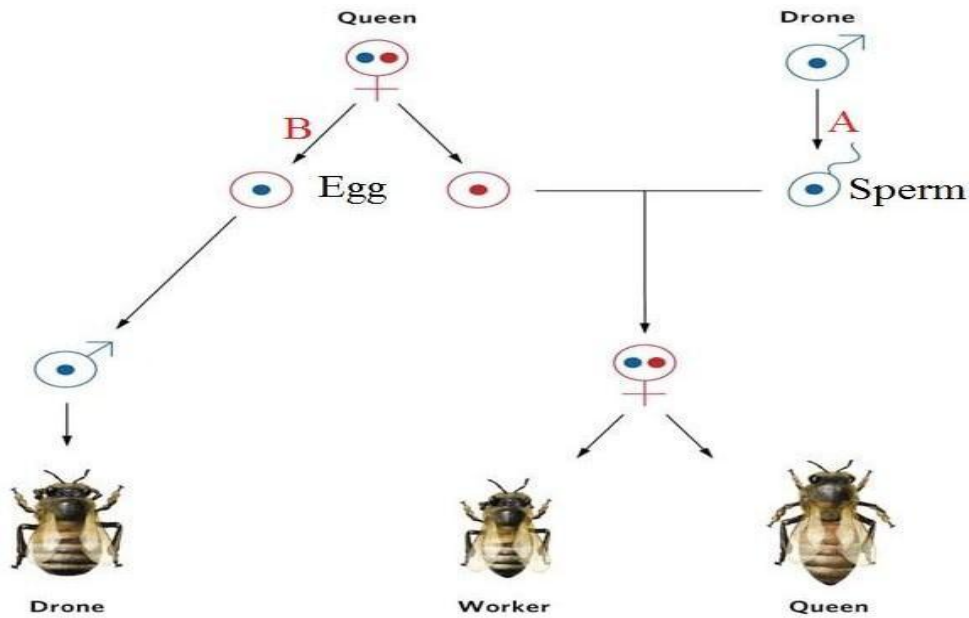 Queen
Drone
B
A
Egg
Sperm
Drone
Worker
Queen